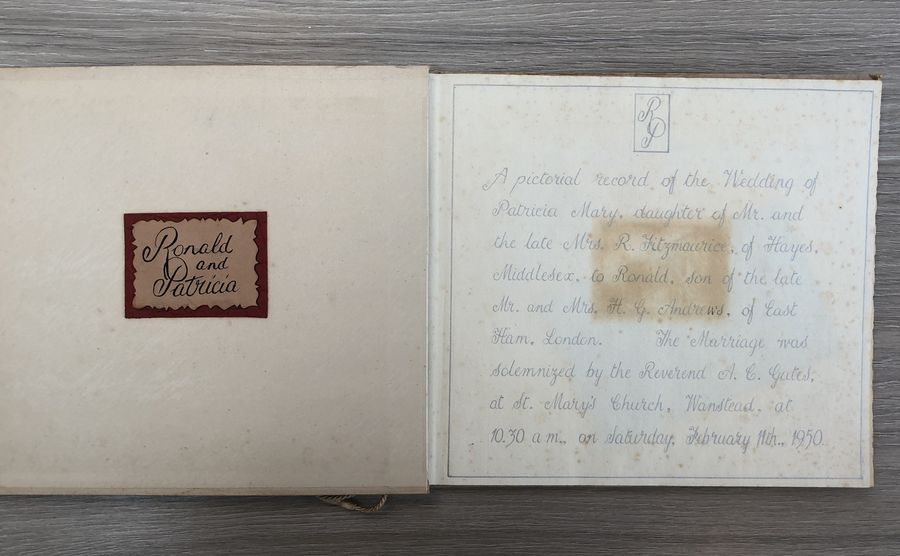 Ronald
and
Patricia
RP
A pictorial record of the Wedding of
Patricia Mary, daughter of Mr. and
the late Mrs. R. Fitzmaurice, of Hayes,
Middlesex, to Ronald, son of the late
Mr. and Mrs. H. G. Andrews, of East
Ham, London. The Marriage was
solemnized by the Reverend A. C. Gates,
at St. Mary's Church, Wanstead, at
10.30 a m., on Saturday, February 11th., 1950.